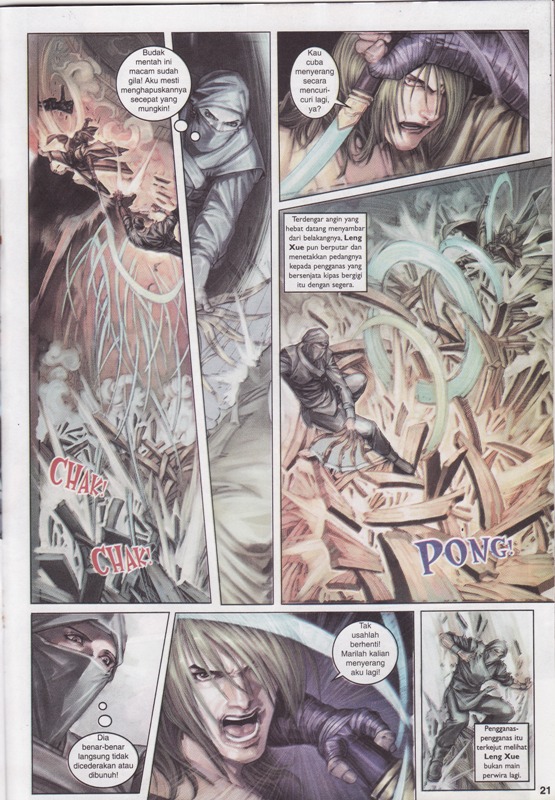 Budak
mentah ini
macam sudah
gila! Aku mesti
menghapuskannya
secepat yang
mungkin!
Kau
cuba
menyerang
secara
mencuri-
curi lagi,
ya?
Terdengar angin yang
hebat datang menyambar
dari belakangnya, Leng
Xue pun berputar dan
menetakkan pedangnya
kepada pengganas yang
bersenjata kipas bergigi
itu dengan segera.
CHAK!
CHAK!
PONG!
Dia
benar-benar
langsung tidak
dicederakan atau
dibunuh!
Tak
usahlah
berhenti!
Marilah kalian
menyerang
aku lagi!
Pengganas-
pengganas itu
terkejut melihat
Leng Xue
bukan main
perwira lagi.
21